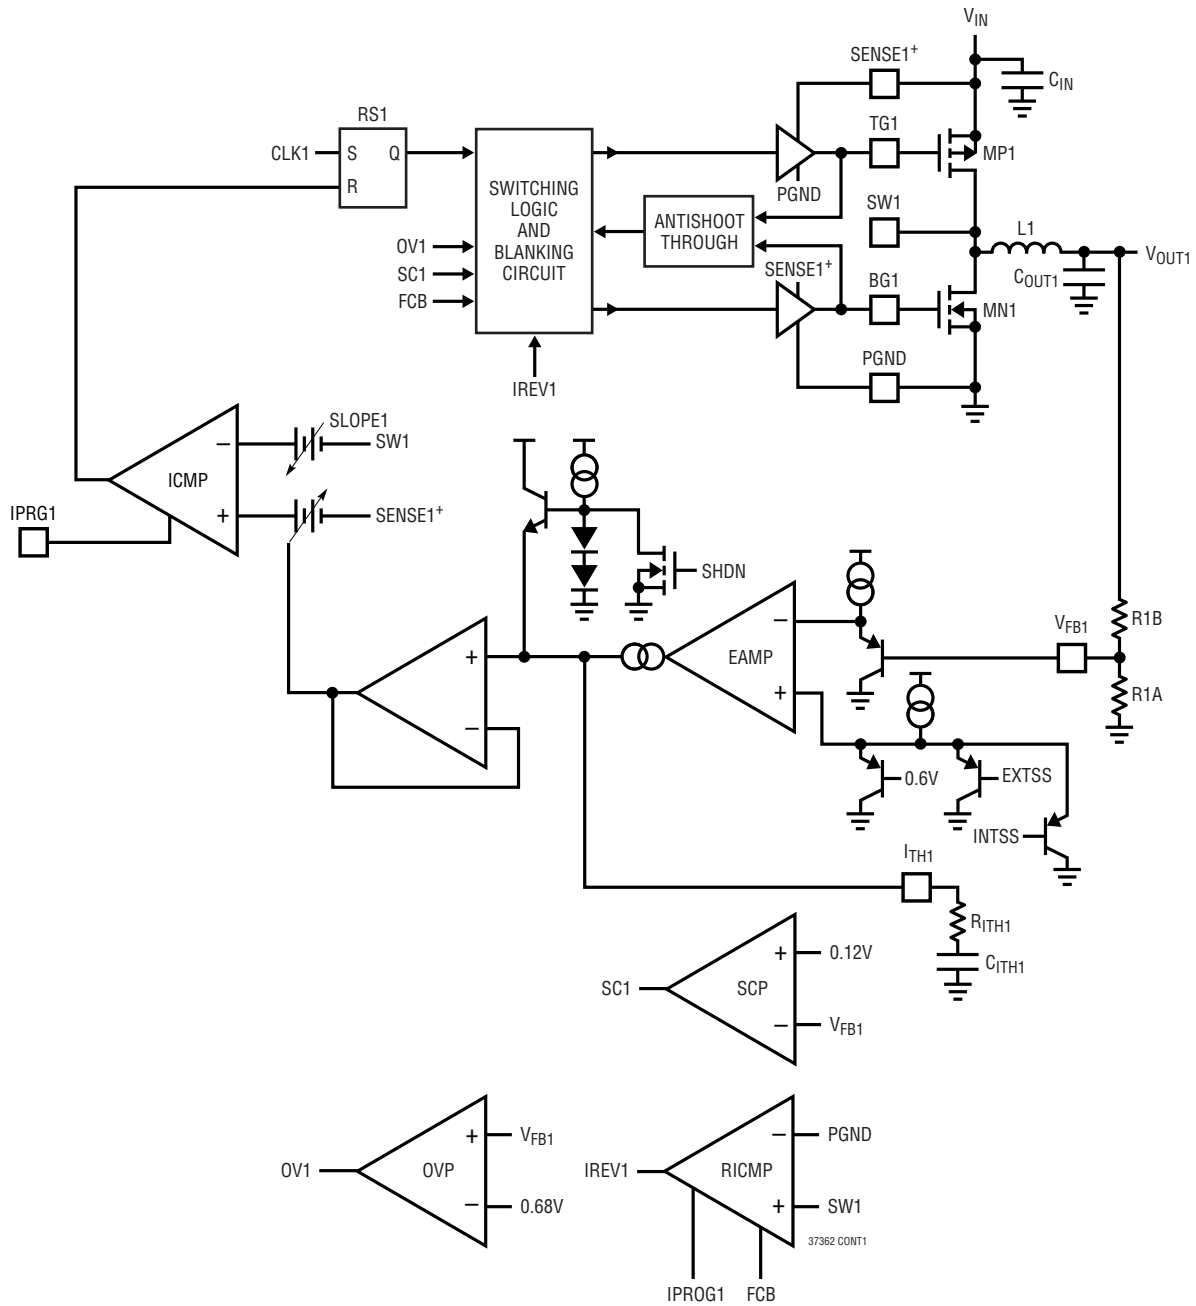 VIN
SENSE1+
CIN
RS1
TG1
CLK1
S
Q
R
MP1
PGND
SWITCHING
LOGIC
AND
BLANKING
CIRCUIT
ANTISHOOT
THROUGH
SW1
L1
VOUT1
COUT1
OV1
SC1
FCB
SENSE1+
BG1
MN1
PGND
IREV1
SLOPE1
– SW1
ICMP
IPRG1
+ SENSE1+
SHDN
–
EAMP
+
VFB1
R1B
R1A
+
–
0.6V
EXTSS
INTSS
ITH1
RITH1
CITH1
+ 0.12V
SC1
SCP
– VFB1
+ VFB1
OV1
OVP
– 0.68V
– PGND
IREV1
RICMP
+ SW1
37362 CONT1
IPROG1
FCB